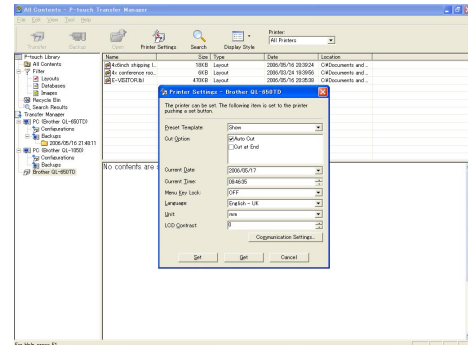 All Contents - P-touch Transfer Manager
File Edit View Tool Help
Transfer Backup Open Printer Settings Search Display Style
Printer:
All Printers
P-touch Library
All Contents
Filter
Layouts
Databases
Images
Recycle Bin
Search Results
Transfer Manager
PC (Brother QL-650TD)
Configurations
Backups
2006/05/16 21:48:11
PC (Brother QL-1050)
Configurations
Backups
Brother QL-650TD
Name Size Type Date Location
4x6inch shipping l... 18KB Layout 2006/05/16 20:39:24 C:\Documents and ...
4x conference roo... 6KB Layout 2006/03/24 18:39:56 C:\Documents and ...
E-VISITOR.lbl 470KB Layout 2006/05/16 20:35:38 C:\Documents and ...
No contents are s
Printer Settings - Brother QL-650TD
The printer can be set. The following item is set to the printer
pushing a set button.
Preset Template Show
Cut Option Auto Cut
Cut at End
Current Date 2006/05/17
Current Time: 08:46:35
Menu Key Lock: OFF
Language English - UK
Unit mm
LCD Contrast 0
Communication Settings...
Set Get Cancel
For Help, press F1